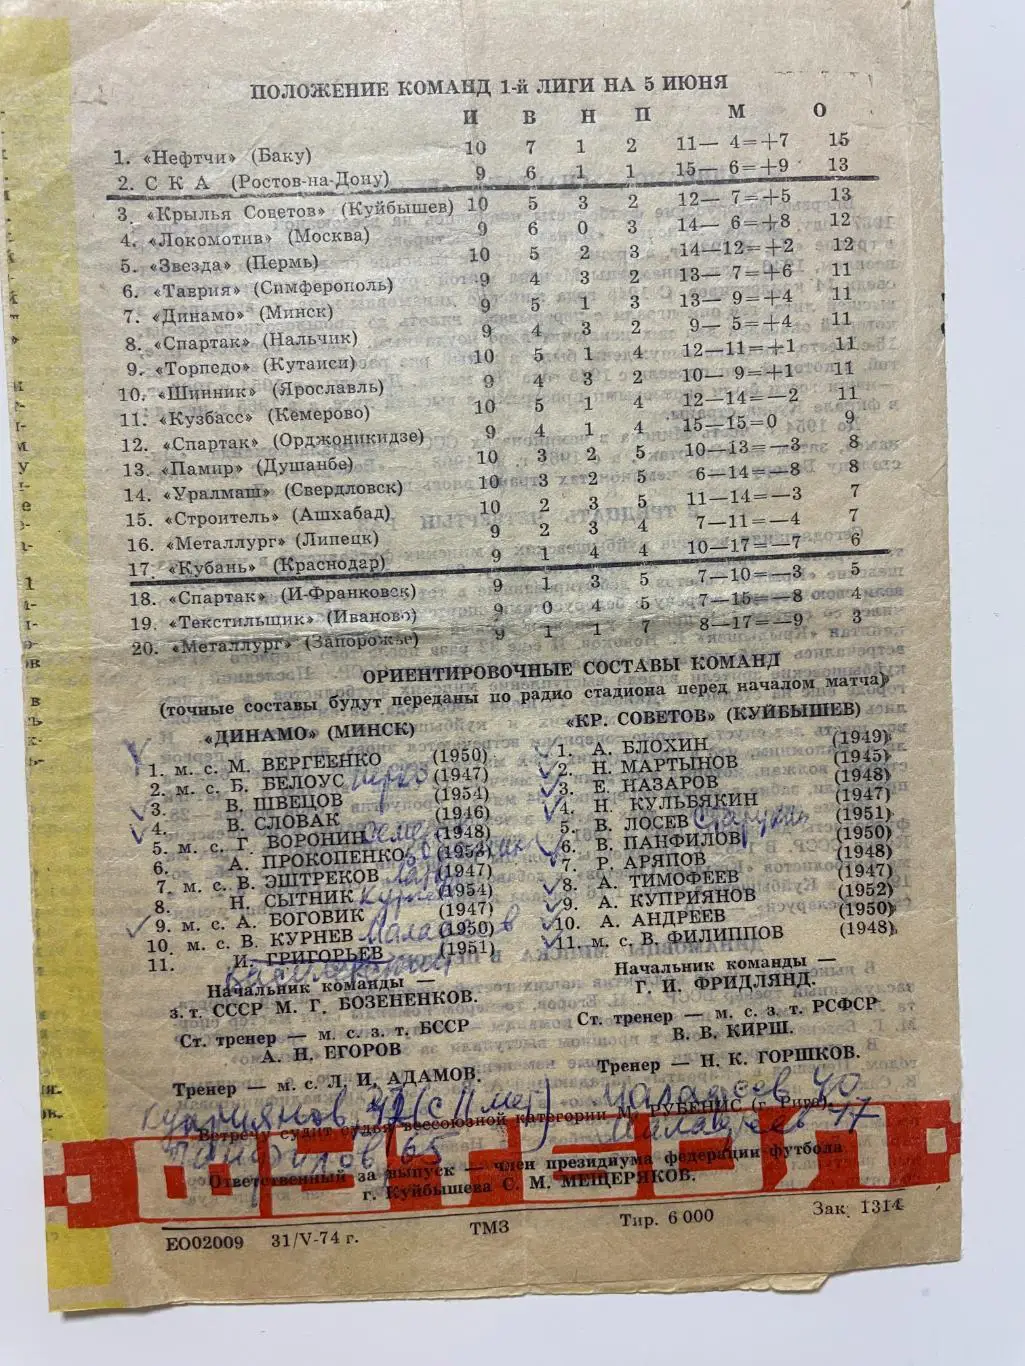 ПОЛОЖЕНИЕ КОМАНД 1-й ЛИГИ НА 5 ИЮНЯ
И В Н П М О
1. «Нефтчи» (Баку) 10 7 1 2 11— 4=+7 15
2. С К А (Ростов-на-Дону) 9 6 1 1 15— 6=+9 13
3. «Крылья Советов» (Куйбышев) 10 5 3 2 12— 7=+5 13
4. «Локомотив» (Москва) 9 6 0 3 14— 6=+8 12
5. «Звезда» (Пермь) 10 5 2 3 14—12=+2 12
6. «Таврия» (Симферополь) 9 4 3 2 13— 7=+6 11
7. «Динамо» (Минск) 9 5 1 3 13— 9=+4 11
8. «Спартак» (Нальчик) 9 4 3 2 9— 5=+4 11
9. «Торпедо» (Кутаиси) 10 5 1 4 12—11=+1 11
10. «Шинник» (Ярославль) 9 4 3 2 10— 9=+1 11
11. «Кузбасс» (Кемерово) 10 5 1 4 12—14=—2 11
12. «Спартак» (Орджоникидзе) 9 4 1 4 15—15=0 9
13. «Памир» (Душанбе) 10 3 2 5 10—13=—3 8
14. «Уралмаш» (Свердловск) 10 3 2 5 6—14=—8 8
15. «Строитель» (Ашхабад) 10 2 3 5 11—14=—3 7
16. «Металлург» (Липецк) 9 2 3 4 7—11=—4 7
17. «Кубань» (Краснодар) 9 1 4 4 10—17=—7 6
18. «Спартак» (И-Франковск) 9 1 3 5 7—10=—3 5
19. «Текстильщик» (Иваново) 9 0 4 5 7—15=—8 4
20. «Металлург» (Запорожье) 9 1 1 7 8—17=—9 3
ОРИЕНТИРОВОЧНЫЕ СОСТАВЫ КОМАНД
(точные составы будут переданы по радио стадиона перед началом матча)
«ДИНАМО» (МИНСК)
1. м. с. М. ВЕРГЕЕНКО (1950)
2. м. с. Б. БЕЛОУС (1947)
3. В. ШВЕЦОВ (1954)
4. В. СЛОВАК (1946)
5. м. с. Г. ВОРОНИН (1948)
6. А. ПРОКОПЕНКО (1953)
7. м. с. В. ЭШТРЕКОВ (1947)
8. Н. СЫТНИК (1954)
9. м. с. А. БОГОВИК (1947)
10. м. с. В. КУРНЕВ Маладаев (1950)
11. И. ГРИГОРЬЕВ (1951)
Василевский
Начальник команды —
з. т. СССР М. Г. БОЗЕНЕНКОВ.
Ст. тренер — м. с. з. т. БССР
А. Н. ЕГОРОВ
Тренер — м. с. Л. И. АДАМОВ.
«КР. СОВЕТОВ» (КУЙБЫШЕВ)
1. А. БЛОХИН (1949)
2. Н. МАРТЫНОВ (1945)
3. Е. НАЗАРОВ (1948)
4. Н. КУЛЬБЯКИН (1947)
5. В. ЛОСЕВ Старухин (1951)
6. В. ПАНФИЛОВ (1950)
7. Р. АРЯПОВ (1948)
8. А. ТИМОФЕЕВ (1947)
9. А. КУПРИЯНОВ (1952)
10. А. АНДРЕЕВ (1950)
11. м. с. В. ФИЛИППОВ (1948)
Начальник команды —
Г. И. ФРИДЛЯНД.
Ст. тренер — м. с. з. т. РСФСР
В. В. КИРШ.
Тренер — Н. К. ГОРШКОВ.
Куприянов 42 (с 11 мет) Маладаев 40
Встречу судит судья всесоюзной категории М. РУБЕНИС (г. Рига).
Панфилов 65 Маладаев 77
Ответственный за выпуск — член президиума федерации футбола
г. Куйбышева С. М. МЕЩЕРЯКОВ.
ЕО02009 31/V-74 г. ТМЗ Тир. 6 000 Зак. 1314